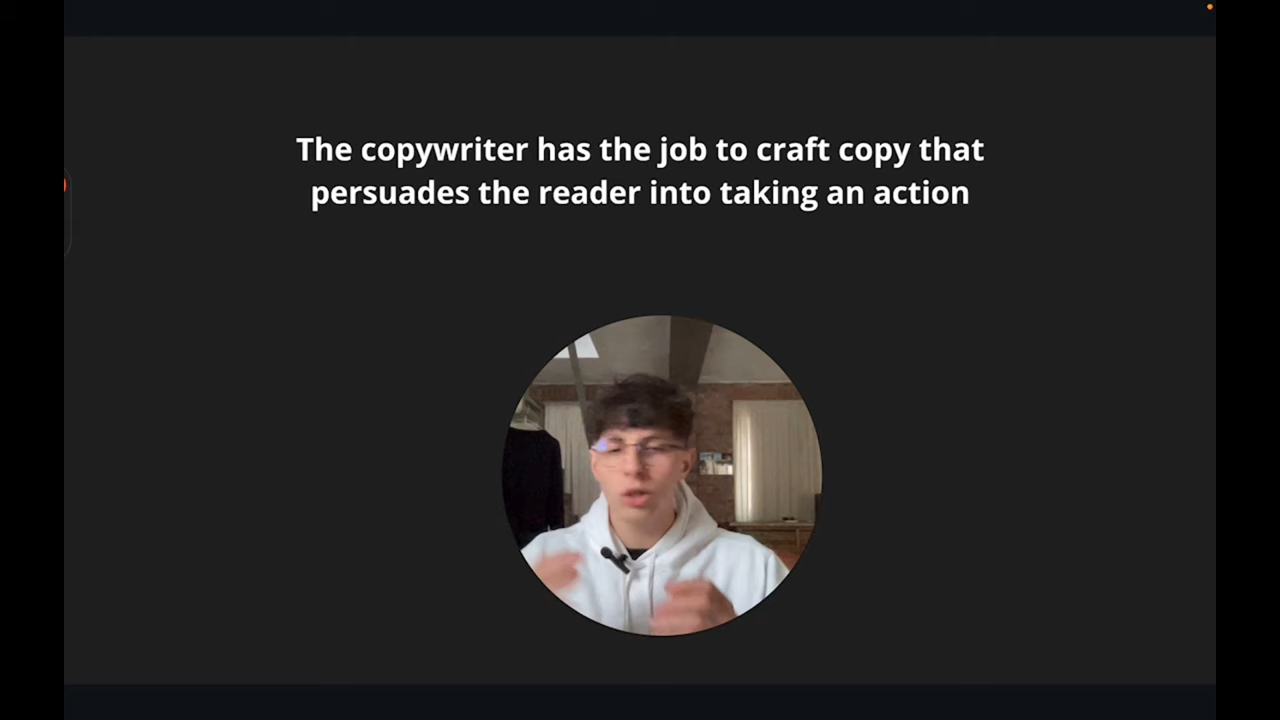 The copywriter has the job to craft copy that
persuades the reader into taking an action